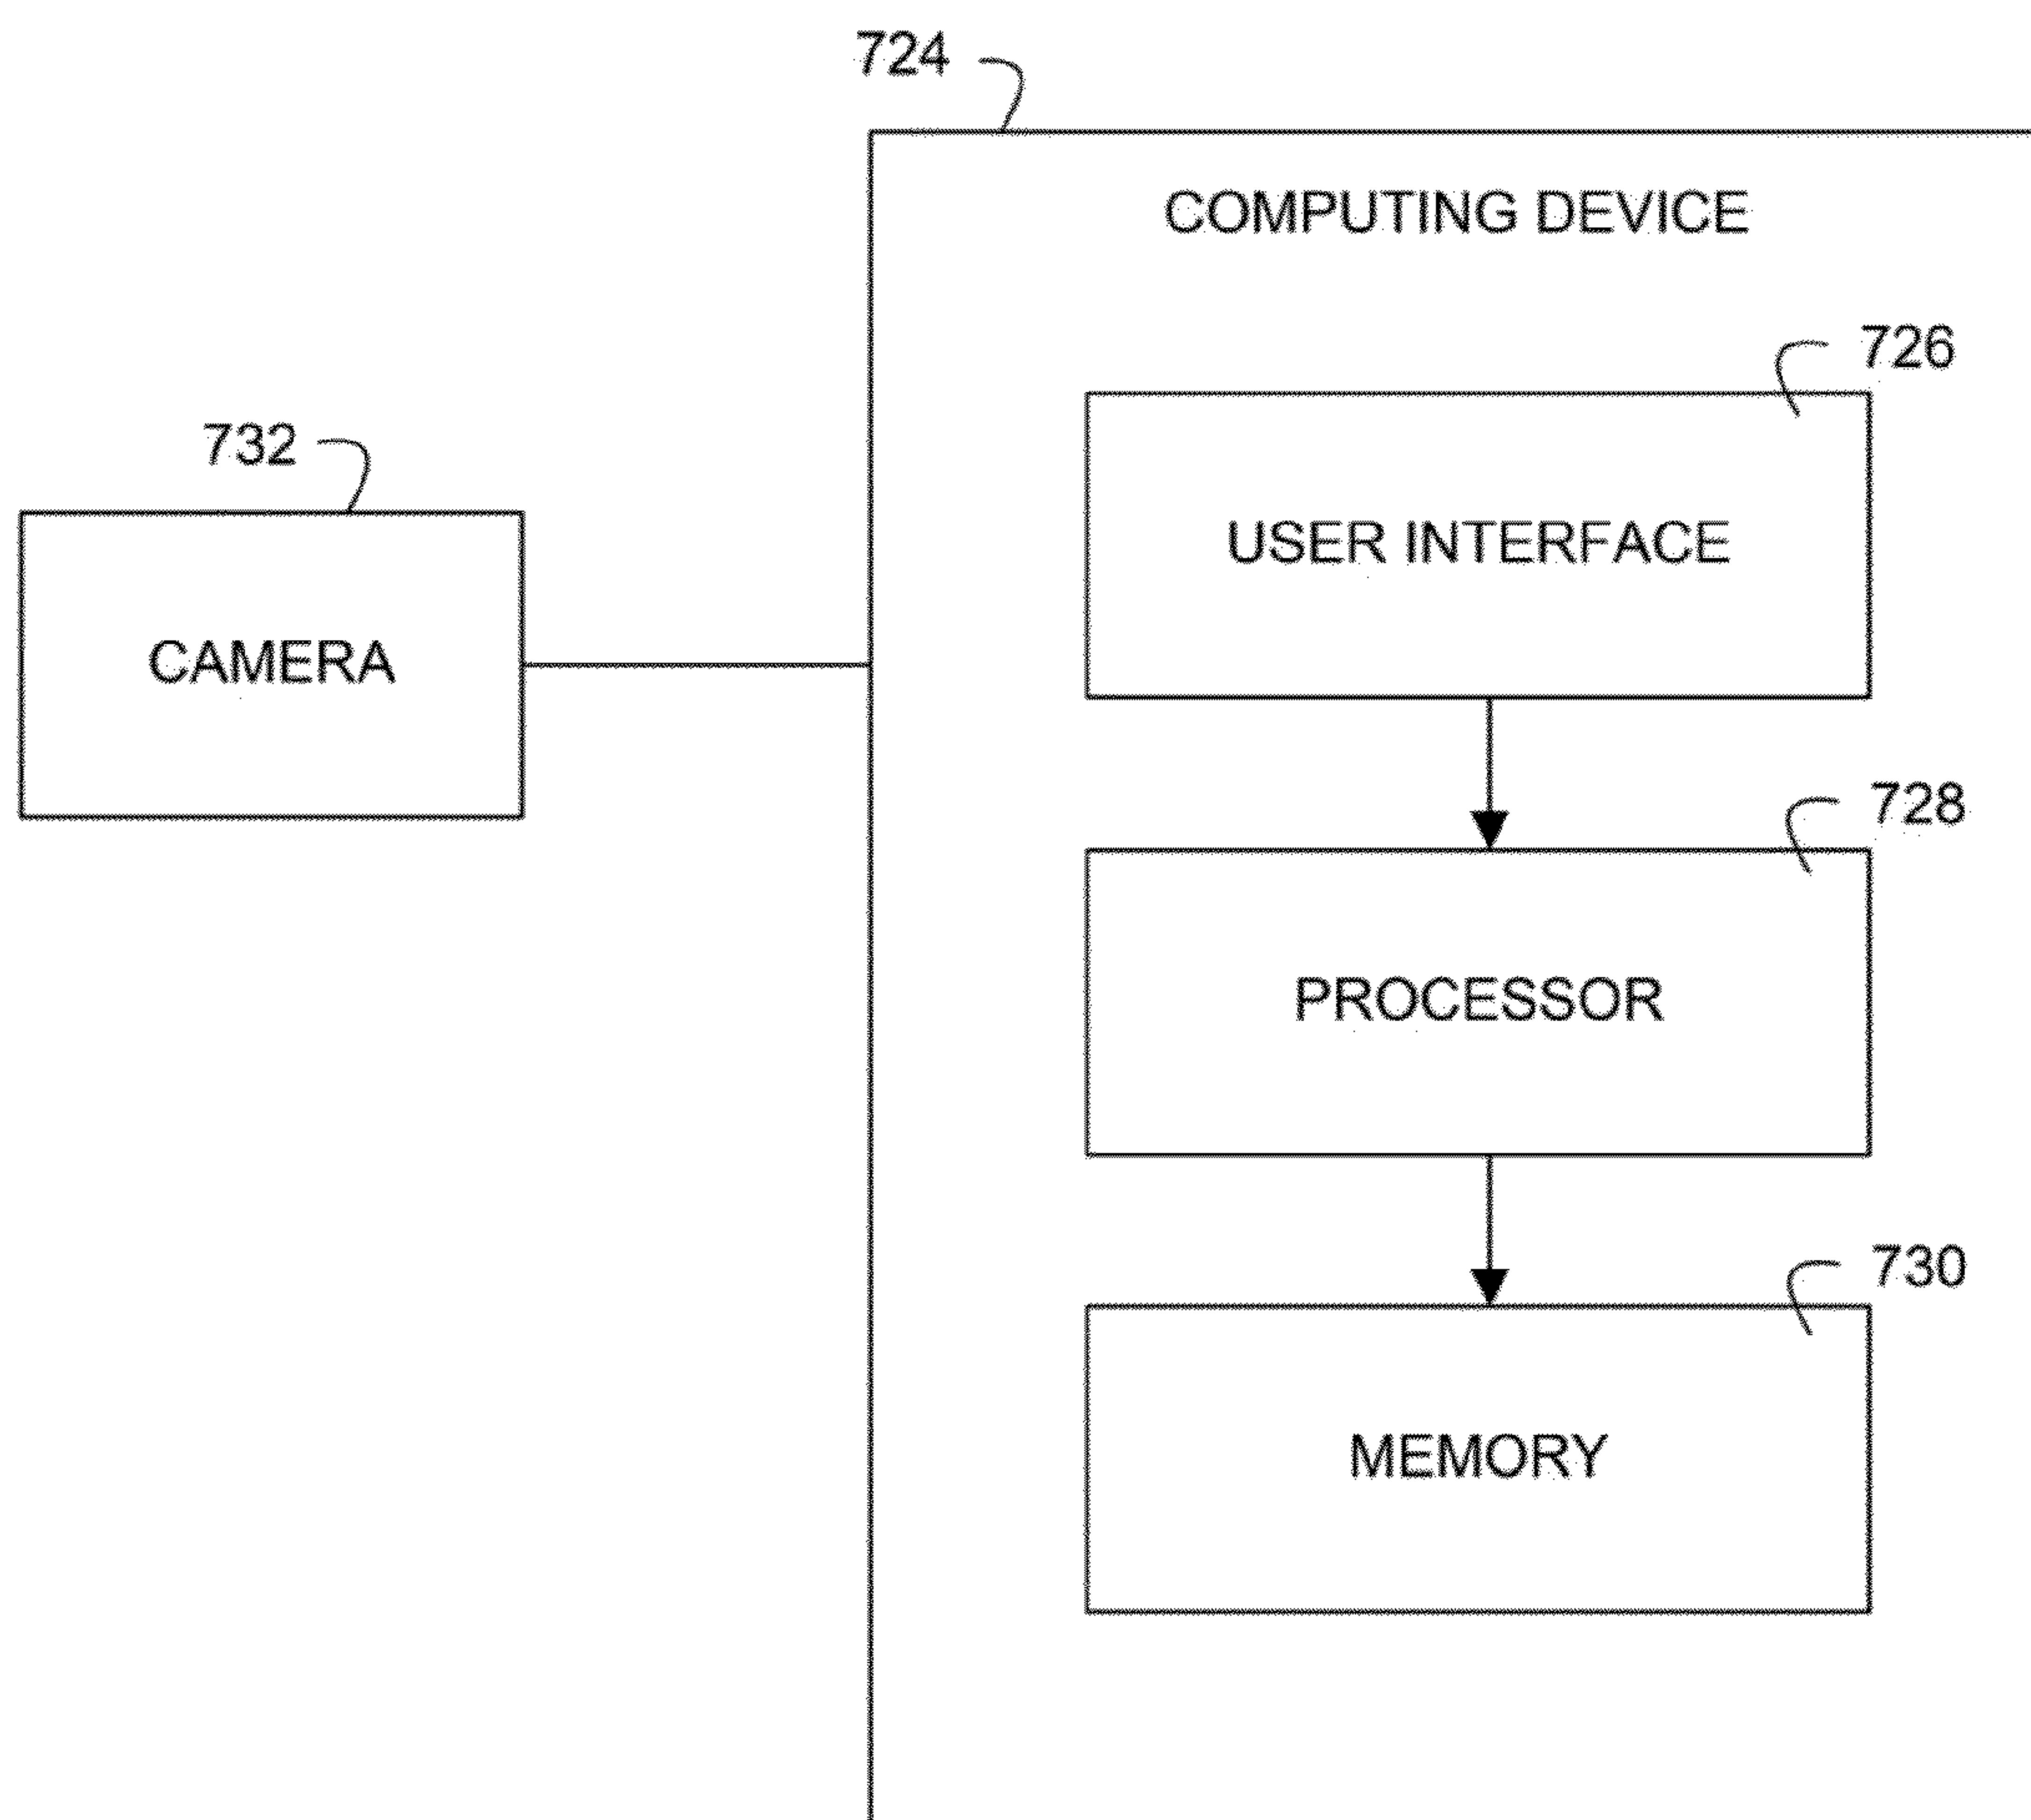 724
COMPUTING DEVICE
726
732
USER INTERFACE
CAMERA
728
PROCESSOR
730
MEMORY